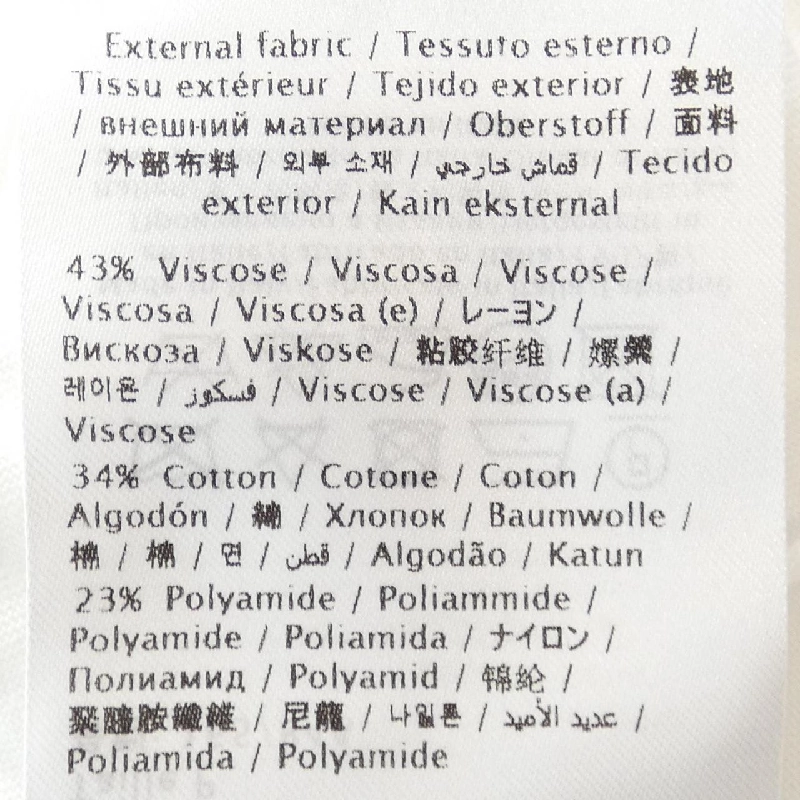 External fabric / Tessuto esterno /
Tissu extérieur / Tejido exterior / 表地
/ внешний материал / Oberstoff / 面料
/ 外部布料 / 외부 소재 / قماش خارجي / Tecido
exterior / Kain eksternal
43% Viscose / Viscosa / Viscose /
Viscosa / Viscosa (e) / レーヨン /
Вискоза / Viskose / 粘胶纤维 / 嫘縈 /
레이온 / فسكوز / Viscose / Viscose (a) /
Viscose
34% Cotton / Cotone / Coton /
Algodón / 綿 / Хлопок / Baumwolle /
棉 / 棉 / 면 / قطن / Algodão / Katun
23% Polyamide / Poliammide /
Polyamide / Poliamida / ナイロン /
Полиамид / Polyamid / 锦纶 /
聚醯胺纖維 / 尼龍 / 나일론 / عديد الأميد /
Poliamida / Polyamide